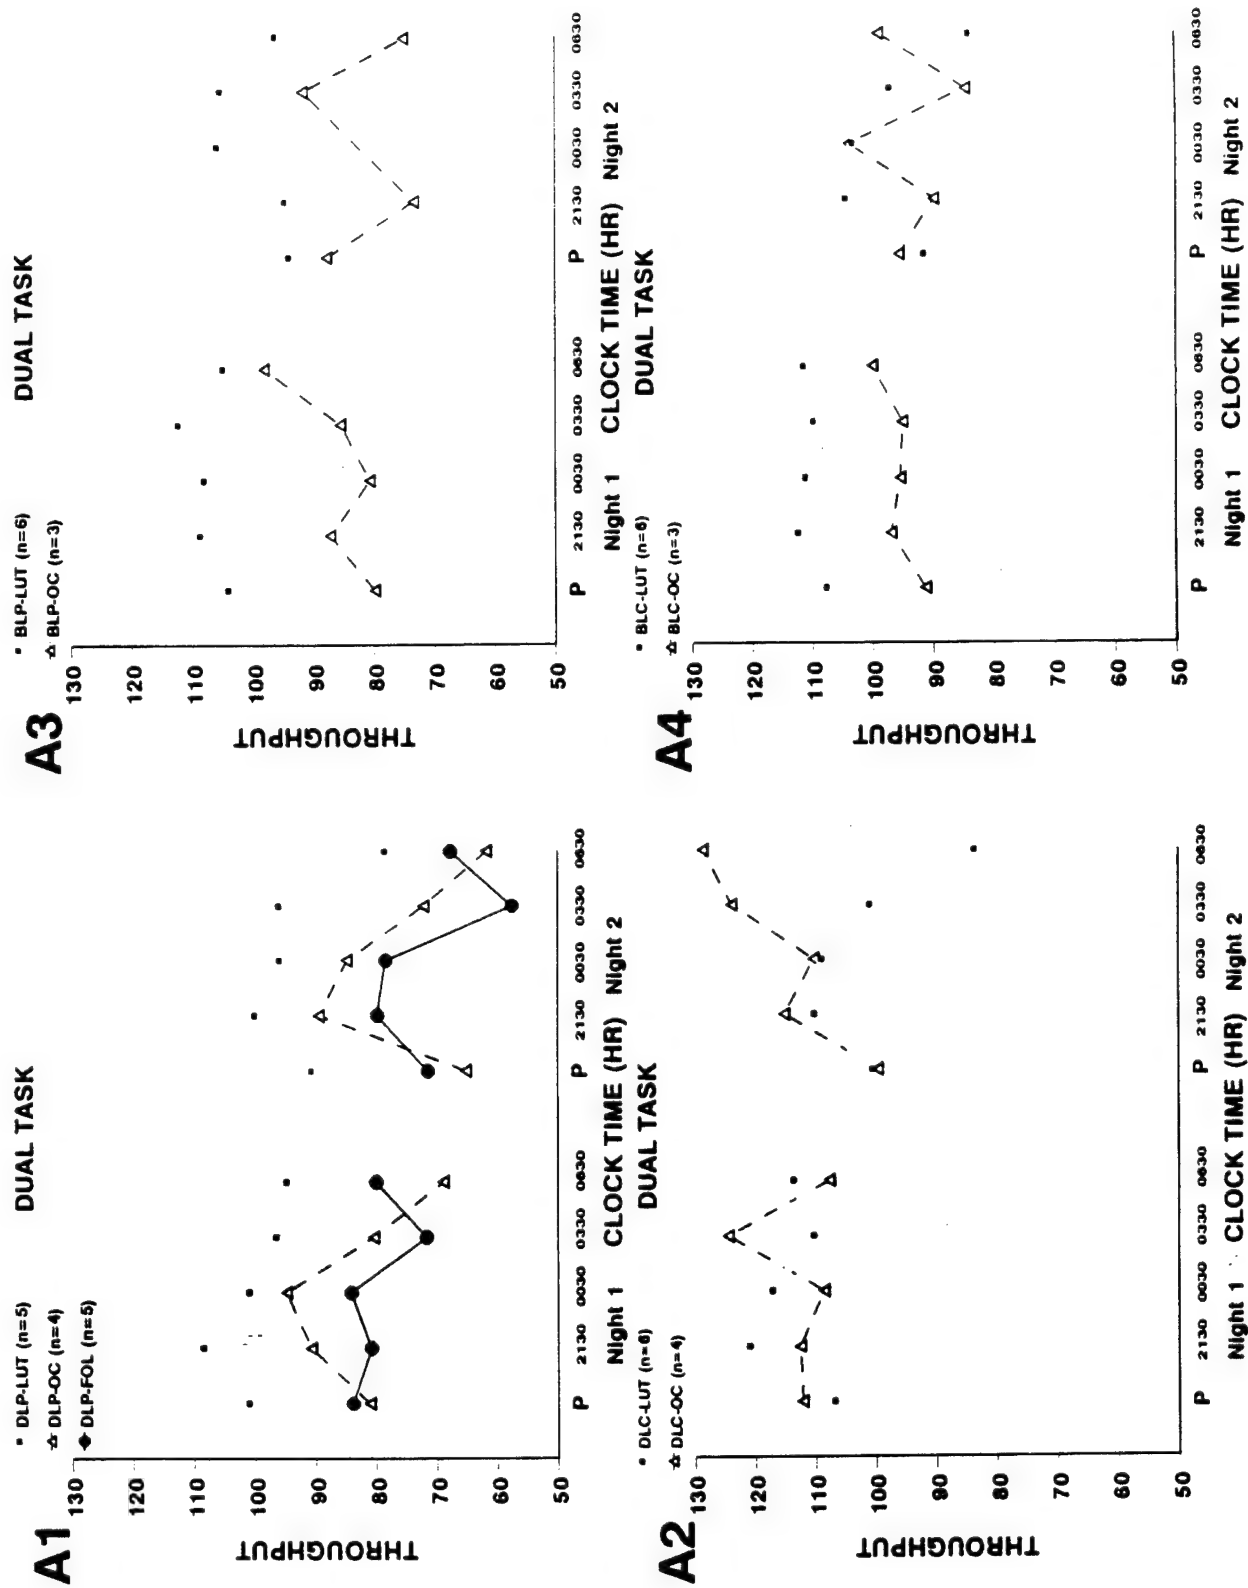 A1
DUAL TASK
DLP-LUT (n=5)
DLP-OC (n=4)
DLP-FOL (n=5)
THROUGHPUT
130
110
100
90
80
70
60
50
P 2130 0030 0330 0630 P 2130 0030 0330 0630
Night 1 CLOCK TIME (HR) Night 2
A2
DUAL TASK
DLC-LUT (n=6)
DLC-OC (n=4)
THROUGHPUT
130
110
100
90
80
60
50
P 2130 0030 0330 0630 P 2130 0030 0330 0630
Night 1 CLOCK TIME (HR) Night 2
A3
DUAL TASK
BLP-LUT (n=6)
BLP-OC (n=3)
THROUGHPUT
130
110
100
90
80
70
60
50
P 2130 0030 0330 0630 P 2130 0030 0330 0630
Night 1 CLOCK TIME (HR) Night 2
A4
DUAL TASK
BLC-LUT (n=6)
BLC-OC (n=3)
THROUGHPUT
130
110
100
90
80
70
60
50
P 2130 0030 0330 0630 P 2130 0030 0330 0630
Night 1 CLOCK TIME (HR) Night 2